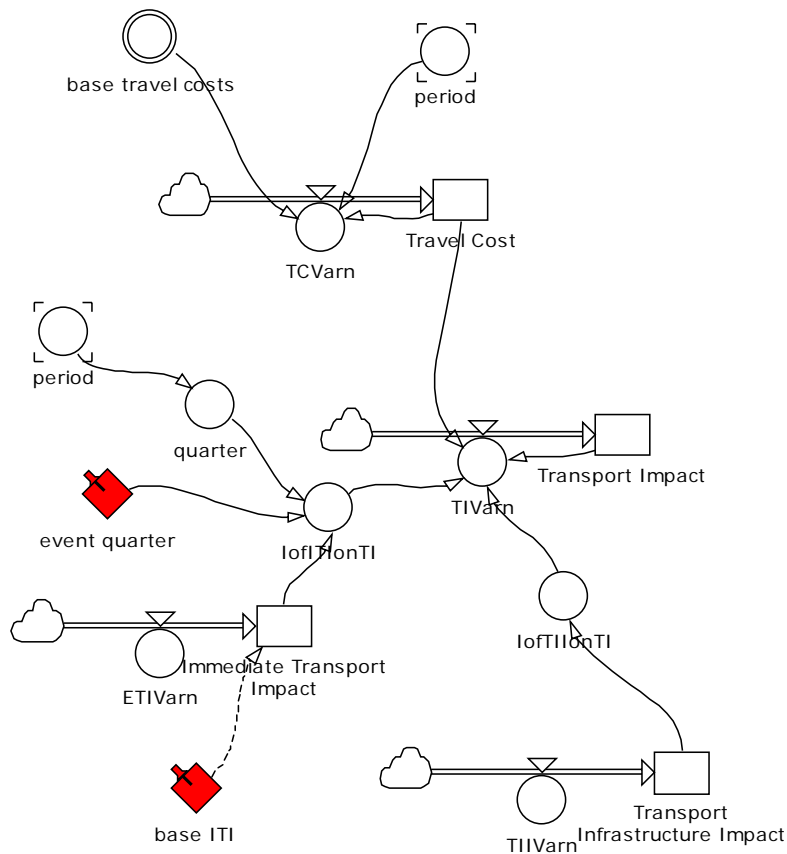 base travel costs
period
Travel Cost
TCVarn
period
quarter
Transport Impact
TIVarn
event quarter
IofITIonTI
IofTIIonTI
Immediate Transport
Impact
ETIVarn
Transport
Infrastructure Impact
base ITI
TIIVarn